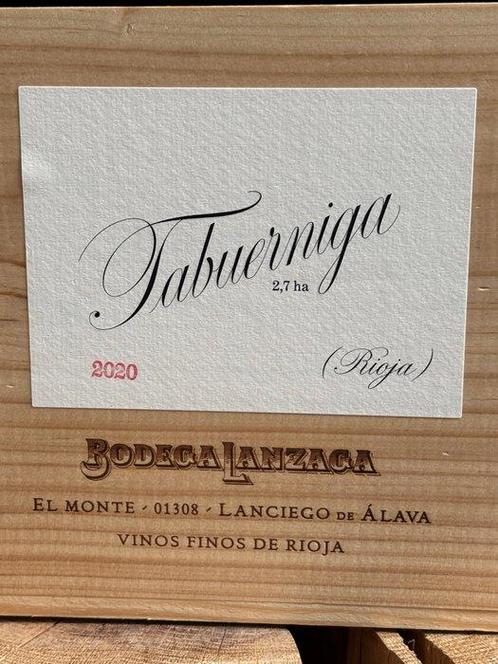 Tabuerniga
2,7 ha
2020 (Rioja)
BODEGA LANZAGA
EL MONTE - 01308 - LANCIEGO DE ÁLAVA
VINOS FINOS DE RIOJA